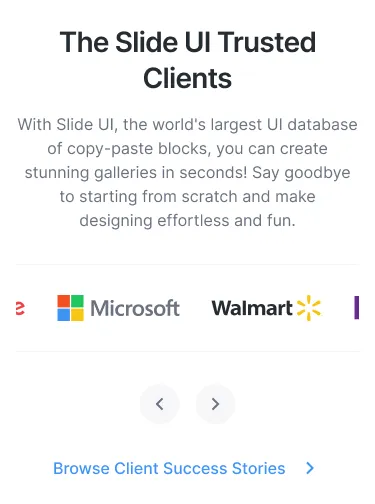 The Slide UI Trusted
Clients
With Slide UI, the world's largest UI database
of copy-paste blocks, you can create
stunning galleries in seconds! Say goodbye
to starting from scratch and make
designing effortless and fun.
e Microsoft Walmart
Browse Client Success Stories